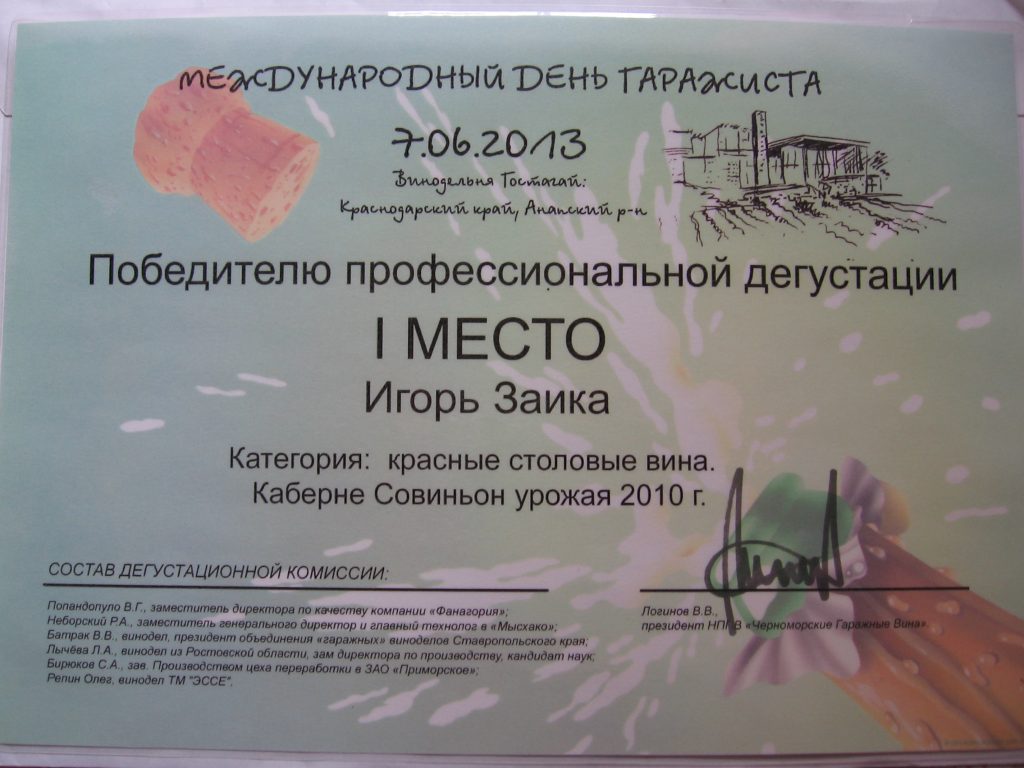 МЕЖДУНАРОДНЫЙ ДЕНЬ ГАРАЖИСТА
7.06.2013
Винодельня Гостагай:
Краснодарский край, Анапский р-н
Победителю профессиональной дегустации
I МЕСТО
Игорь Заика
Категория: красные столовые вина.
Каберне Совиньон урожая 2010 г.
СОСТАВ ДЕГУСТАЦИОННОЙ КОМИССИИ:
Попандопуло В.Г., заместитель директора по качеству компании «Фанагория»;
Неборский Р.А., заместитель генерального директор и главный технолог в «Мысхако»;
Батрак В.В., винодел, президент объединения «гаражных» виноделов Ставропольского края;
Лычёва Л.А., винодел из Ростовской области, зам директора по производству, кандидат наук;
Бирюков С.А., зав. Производством цеха переработки в ЗАО «Приморское»;
Репин Олег, винодел ТМ "ЭССЕ".
Логинов В.В.,
президент НПГВ «Черноморские Гаражные Вина».